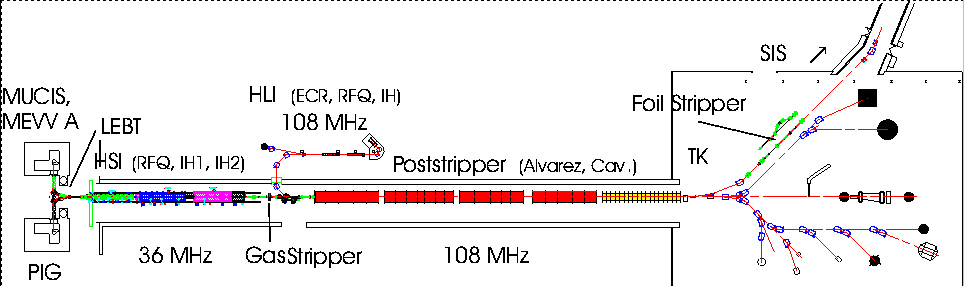 SIS
MUCIS,
MEVV A
LEBT
HLI (ECR, RFQ, IH)
108 MHz
Foil Stripper
HSI (RFQ, IH1, IH2)
Poststripper (Alvarez, Cav.)
TK
PIG
36 MHz
GasStripper
108 MHz